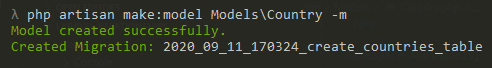 λ php artisan make:model Models\Country -m
Model created successfully.
Created Migration: 2020_09_11_170324_create_countries_table